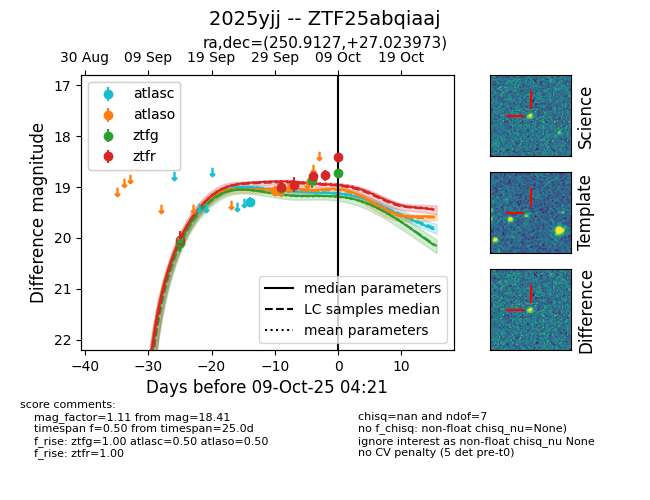 2025yjj -- ZTF25abqiaaj
ra,dec=(250.9127,+27.023973)
30 Aug 09 Sep 19 Sep 29 Sep 09 Oct 19 Oct
17
18
19
20
21
22
Difference magnitude
atlasc
atlaso
ztfg
ztfr
median parameters
LC samples median
mean parameters
−40 −30 −20 −10 0 10
Days before 09-Oct-25 04:21
Science
Template
Difference
score comments:
mag_factor=1.11 from mag=18.41
timespan f=0.50 from timespan=25.0d
f_rise: ztfg=1.00 atlasc=0.50 atlaso=0.50
f_rise: ztfr=1.00
chisq=nan and ndof=7
no f_chisq: non-float chisq_nu=None)
ignore interest as non-float chisq_nu None
no CV penalty (5 det pre-t0)